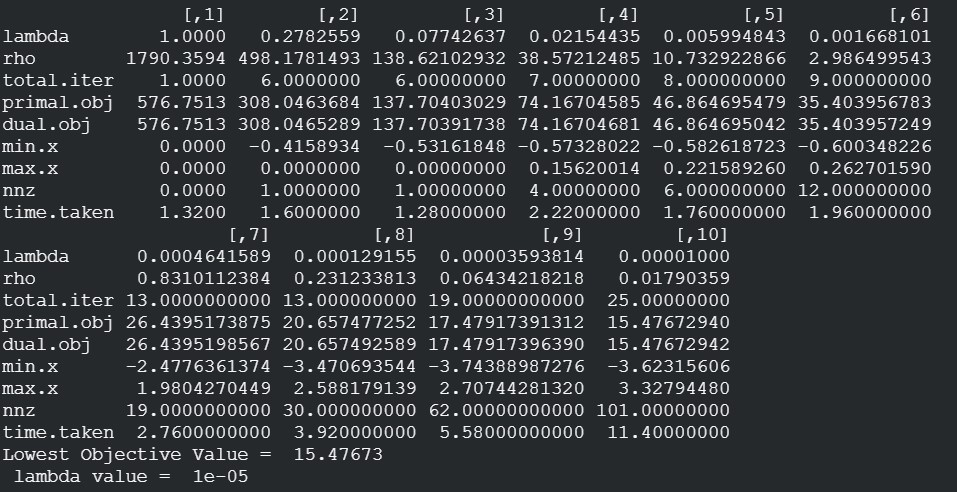 [,1] [,2] [,3] [,4] [,5] [,6]
lambda 1.0000 0.2782559 0.07742637 0.02154435 0.005994843 0.001668101
rho 1790.3594 498.1781493 138.62102932 38.57212485 10.732922866 2.986499543
total.iter 1.0000 6.0000000 6.00000000 7.00000000 8.000000000 9.000000000
primal.obj 576.7513 308.0463684 137.70403029 74.16704585 46.864695479 35.403956783
dual.obj 576.7513 308.0465289 137.70391738 74.16704681 46.864695042 35.403957249
min.x 0.0000 -0.4158934 -0.53161848 -0.57328022 -0.582618723 -0.600348226
max.x 0.0000 0.0000000 0.00000000 0.15620014 0.221589260 0.262701590
nnz 0.0000 1.0000000 1.00000000 4.00000000 6.000000000 12.000000000
time.taken 1.3200 1.6000000 1.28000000 2.22000000 1.760000000 1.960000000
[,7] [,8] [,9] [,10]
lambda 0.0004641589 0.000129155 0.00003593814 0.00001000
rho 0.8310112384 0.231233813 0.06434218218 0.01790359
total.iter 13.0000000000 13.000000000 19.00000000000 25.00000000
primal.obj 26.4395173875 20.657477252 17.47917391312 15.47672940
dual.obj 26.4395198567 20.657492589 17.47917396390 15.47672942
min.x -2.4776361374 -3.470693544 -3.74388987276 -3.62315606
max.x 1.9804270449 2.588179139 2.70744281320 3.32794480
nnz 19.0000000000 30.000000000 62.00000000000 101.00000000
time.taken 2.7600000000 3.920000000 5.58000000000 11.40000000
Lowest Objective Value = 15.47673
lambda value = 1e-05